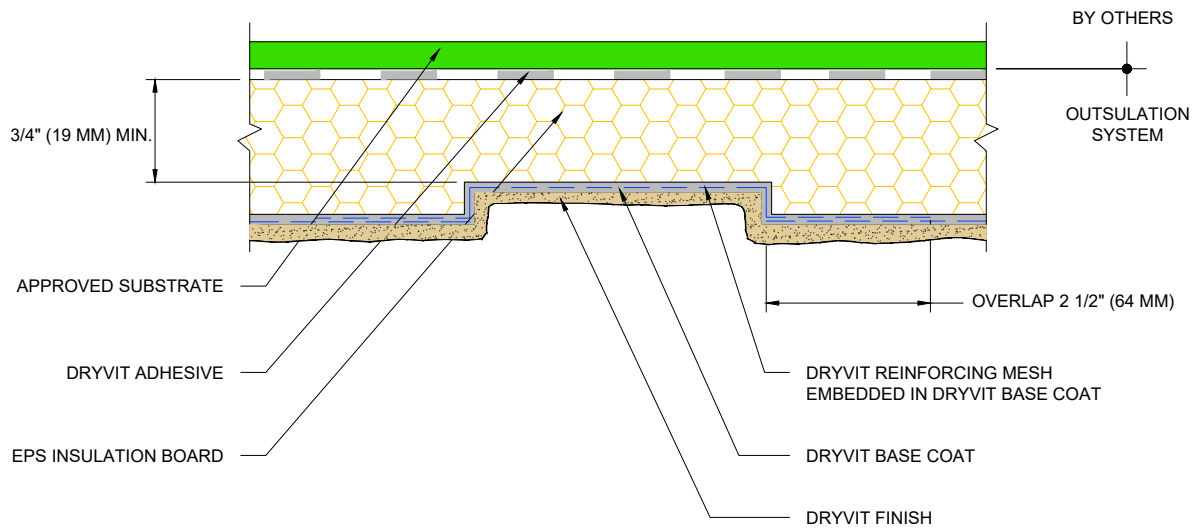 BY OTHERS
3/4" (19 MM) MIN.
OUTSULATION
SYSTEM
APPROVED SUBSTRATE
OVERLAP 2 1/2" (64 MM)
DRYVIT ADHESIVE
DRYVIT REINFORCING MESH
EMBEDDED IN DRYVIT BASE COAT
EPS INSULATION BOARD
DRYVIT BASE COAT
DRYVIT FINISH